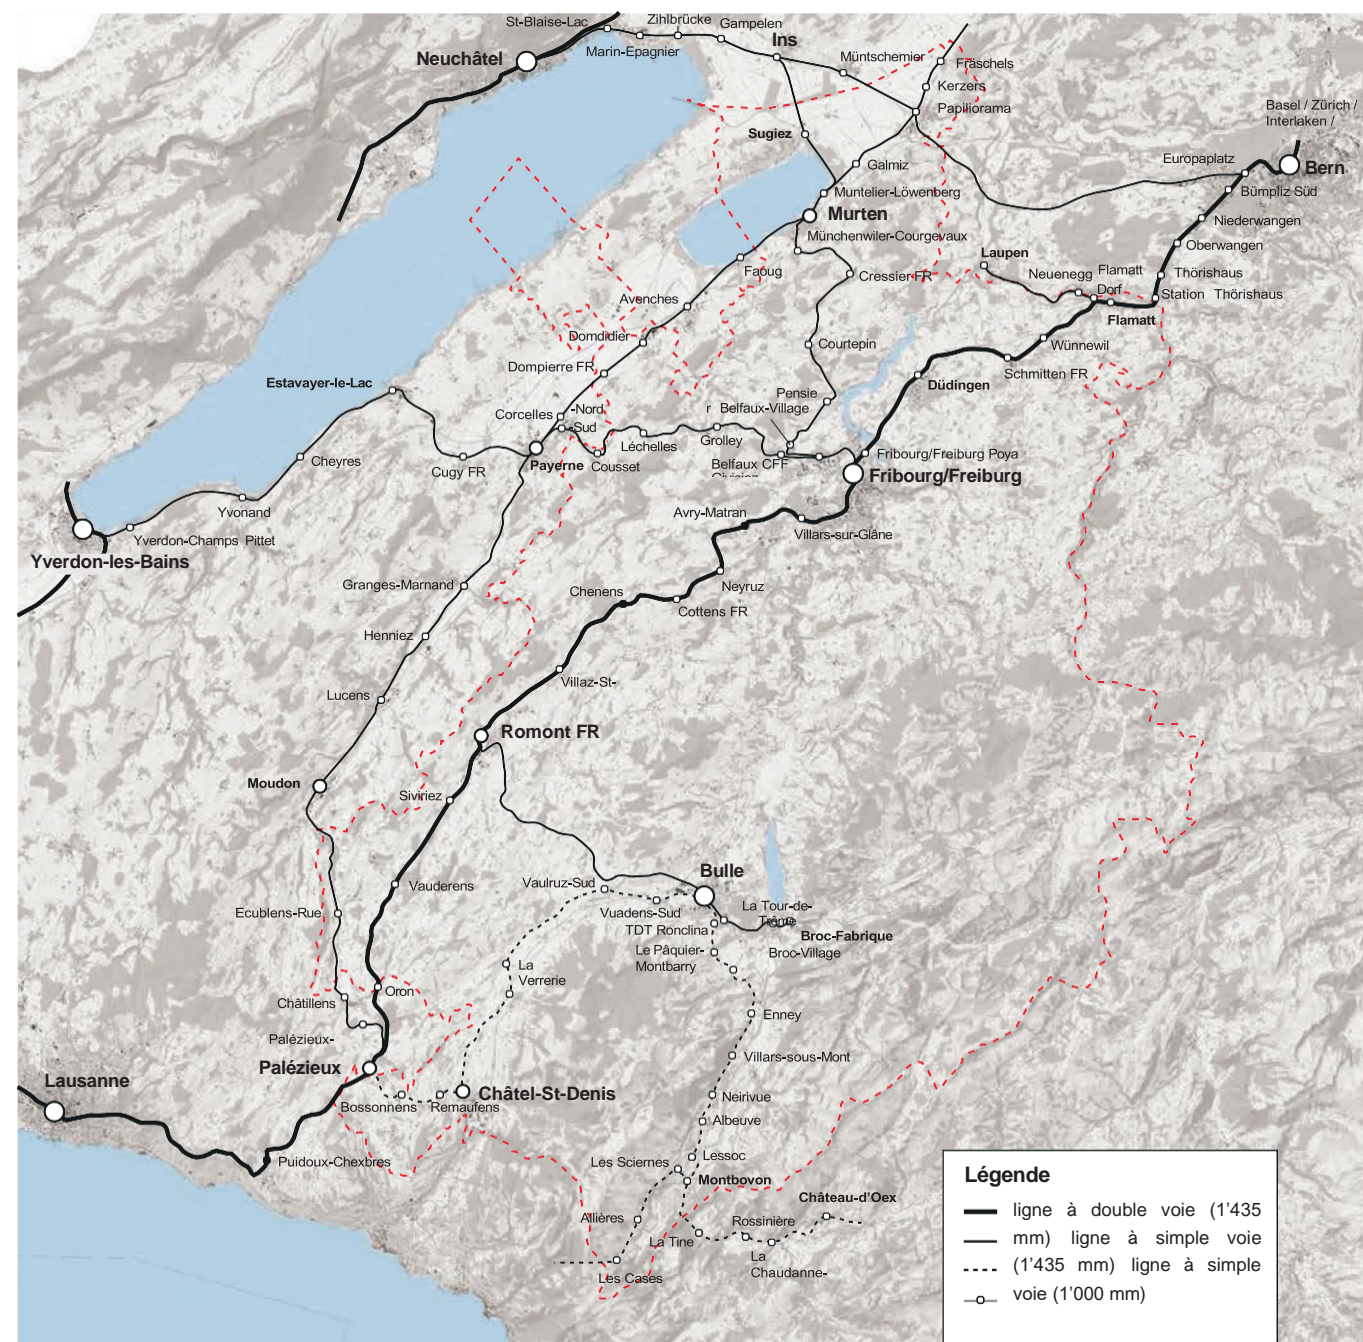 St-Blaise-Lac
Zihlbrücke
Gampelen
Marin-Epagnier
Ins
Neuchâtel
Müntschemier
Fräschels
Kerzers
Papiliorama
Basel / Zürich /
Interlaken /
Sugiez
Galmiz
Europaplatz
Bern
Bümpliz Süd
Muntelier-Löwenberg
Murten
Niederwangen
Münchenwiler-Courgevaux
Oberwangen
Laupen
Faoug
Cressier FR
Neuenegg
Flamatt
Dorf
Thörishaus
Station Thörishaus
Avenches
Flamatt
Domdidier
Courtepin
Wünnewil
Dompierre FR
Schmitten FR
Estavayer-le-Lac
Düdingen
Pensie
r
Belfaux-Village
Corcelles
-Nord
-Sud
Léchelles
Grolley
Cheyres
Cugy FR
Payerne
Cousset
Belfaux CFF
Fribourg/Freiburg Poya
Givisiez
Fribourg/Freiburg
Yvonand
Avry-Matran
Villars-sur-Glâne
Yverdon-Champs Pittet
Yverdon-les-Bains
Granges-Marnand
Chenens
Neyruz
Cottens FR
Henniez
Lucens
Villaz-St-
Romont FR
Moudon
Siviriez
Bulle
Vauderens
Vaulruz-Sud
Ecublens-Rue
Vuadens-Sud
La Tour-de-
Trême
TDT Ronclina
Broc-Fabrique
Le Pâquier-
Montbarry
Broc-Village
La
Verrerie
Châtillens
Oron
Enney
Palézieux-
Villars-sous-Mont
Palézieux
Lausanne
Châtel-St-Denis
Bossonnens
Remaufens
Neirivue
Albeuve
Puidoux-Chexbres
Lessoc
Les Sciernes
Montbovon
Château-d'Oex
Allières
Rossinière
La Tine
La
Chaudanne-
Les Cases
Légende
ligne à double voie (1'435
mm) ligne à simple voie
(1'435 mm) ligne à simple
voie (1'000 mm)